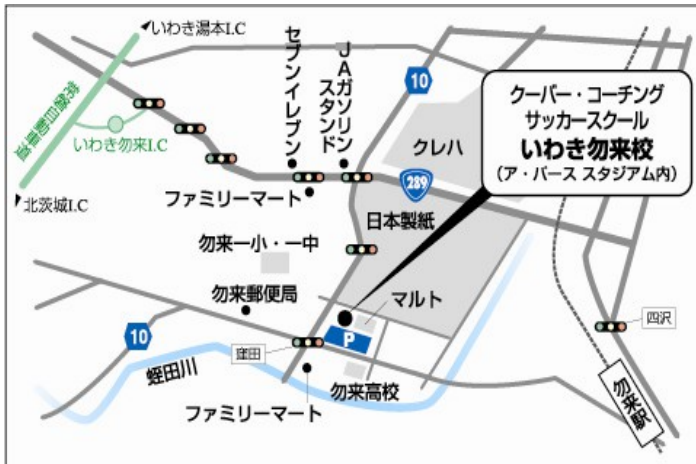 いわき湯本I.C
常磐自動車道
いわき勿来I.C
北茨城I.C
セブンイレブン
JAガソリン
スタンド
10
クレハ
クーバー・コーチング
サッカースクール
いわき勿来校
(ア・パース スタジアム内)
289
ファミリーマート
日本製紙
勿来一小・一中
勿来郵便局
マルト
P
10
窪田
四沢
蛭田川
勿来高校
ファミリーマート
勿来駅